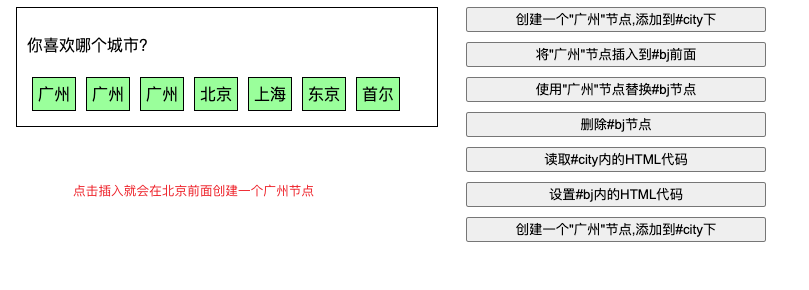 你喜欢哪个城市?
广州 广州 广州 北京 上海 东京 首尔
点击插入就会在北京前面创建一个广州节点
创建一个"广州"节点,添加到#city下
将"广州"节点插入到#bj前面
使用"广州"节点替换#bj节点
删除#bj节点
读取#city内的HTML代码
设置#bj内的HTML代码
创建一个"广州"节点,添加到#city下